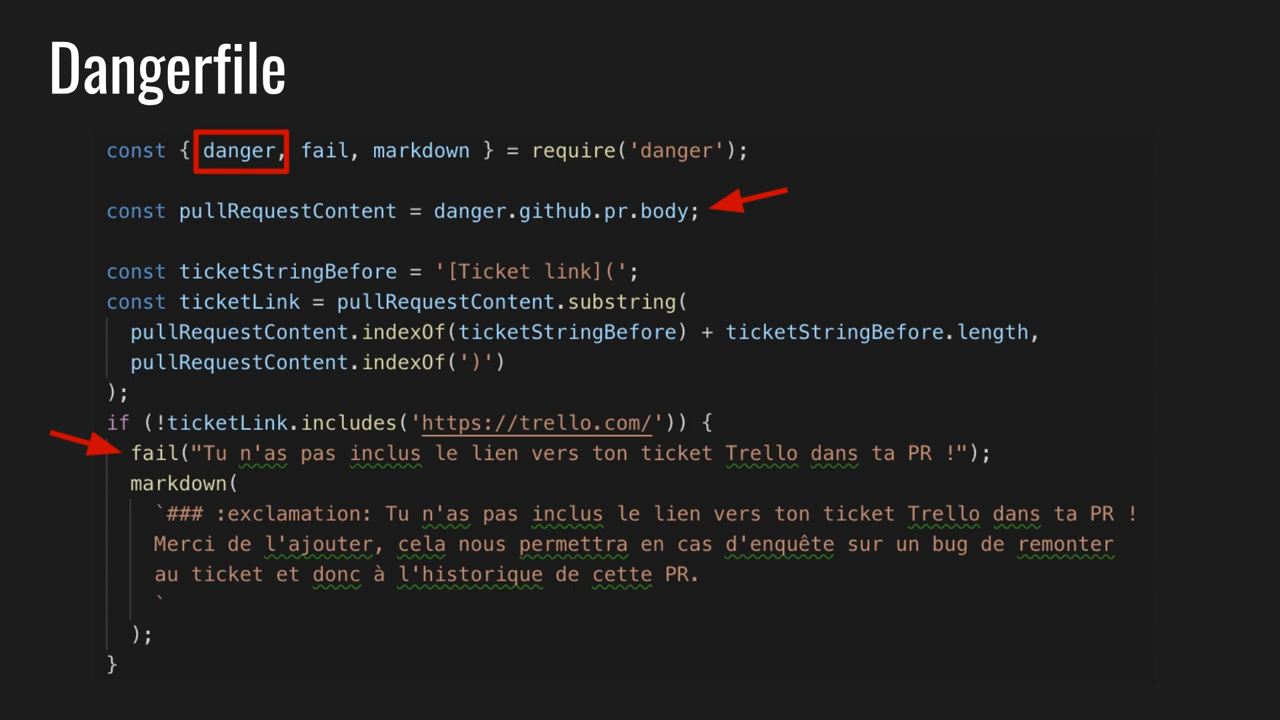 Dangerfile
const { danger, fail, markdown } = require('danger');
const pullRequestContent = danger.github.pr.body;
const ticketStringBefore = '[Ticket link](';
const ticketLink = pullRequestContent.substring(
pullRequestContent.indexOf(ticketStringBefore) + ticketStringBefore.length,
pullRequestContent.indexOf(')')
);
if (!ticketLink.includes('https://trello.com/')) {
fail("Tu n'as pas inclus le lien vers ton ticket Trello dans ta PR !");
markdown(
`### :exclamation: Tu n'as pas inclus le lien vers ton ticket Trello dans ta PR !
Merci de l'ajouter, cela nous permettra en cas d'enquête sur un bug de remonter
au ticket et donc à l'historique de cette PR.
`
);
}